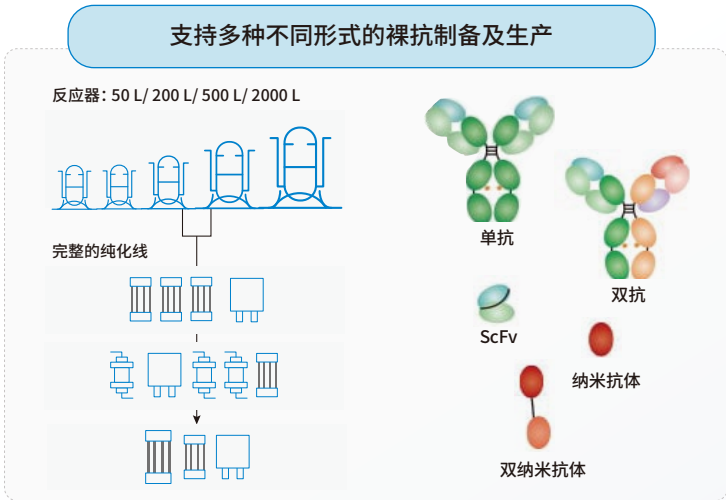 支持多种不同形式的裸抗制备及生产
反应器：50 L/ 200 L/ 500 L/ 2000 L
完整的纯化线
单抗
双抗
ScFv
纳米抗体
双纳米抗体